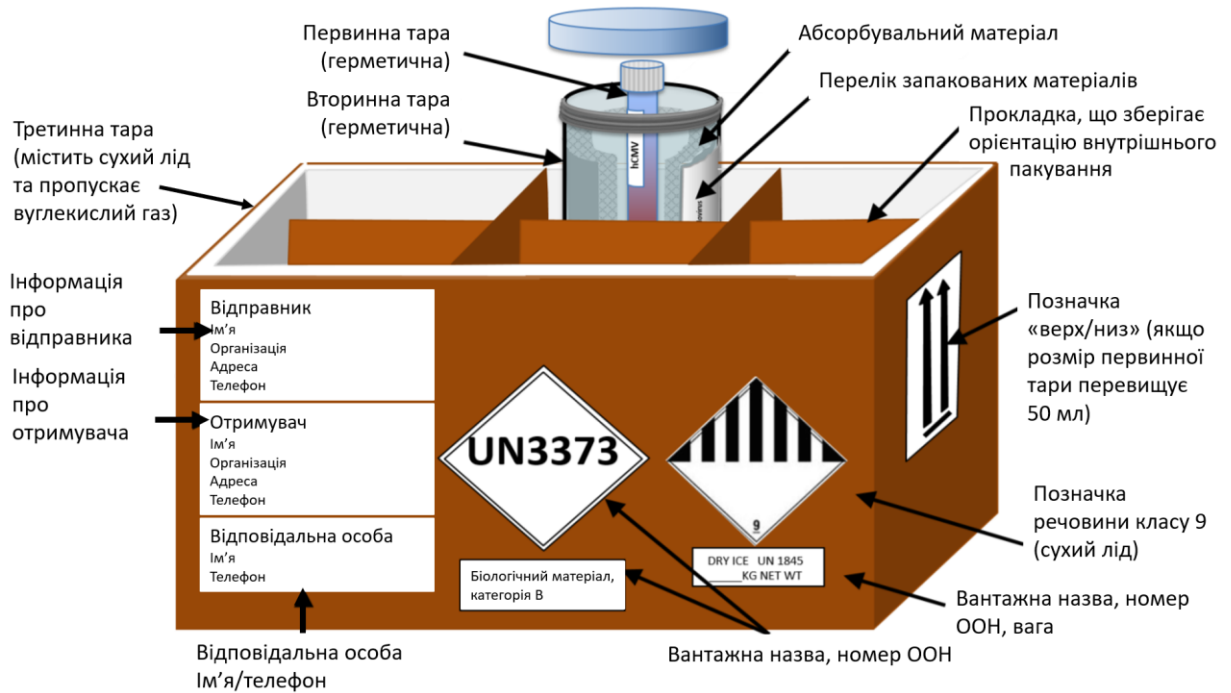 Первинна тара
(герметична)
Вторинна тара
(герметична)
Абсорбувальний матеріал
Перелік запакованих матеріалів
Прокладка, що зберігає
орієнтацію внутрішнього
пакування
Третинна тара
(містить сухий лід
та пропускає
вуглекислий газ)
hCMV
Інформація
про
відправника
Інформація
про
отримувача
Відправник
Ім’я
Організація
Адреса
Телефон
Отримувач
Ім’я
Організація
Адреса
Телефон
Відповідальна особа
Ім’я
Телефон
UN3373
Біологічний матеріал,
категорія В
9
DRY ICE UN 1845
______KG NET WT
Позначка
«верх/низ» (якщо
розмір первинної
тари перевищує
50 мл)
Позначка
речовини класу 9
(сухий лід)
Вантажна назва, номер
ООН, вага
Вантажна назва, номер ООН
Відповідальна особа
Ім’я/телефон